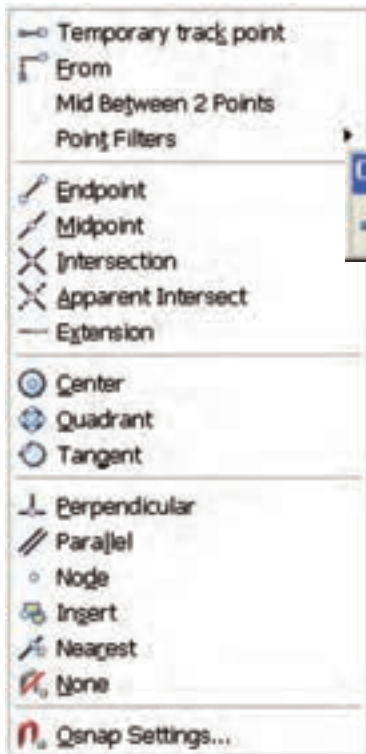 Temporary track point
From
Mid Between 2 Points
Point Filters
Endpoint
Midpoint
Intersection
Apparent Intersect
Extension
Center
Quadrant
Tangent
Perpendicular
Parallel
Node
Insert
Nearest
None
Osnap Settings...